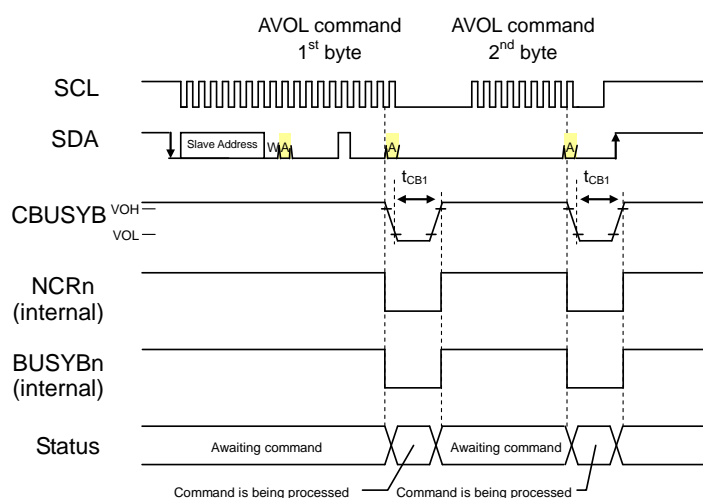 AVOL command
1st byte
AVOL command
2nd byte
SCL
SDA
Slave Address
W
A
A
A
tCB1
tCB1
CBUSYB
VOH
VOL
NCRn
(internal)
BUSYBn
(internal)
Status
Awaiting command
Awaiting command
Command is being processed
Command is being processed